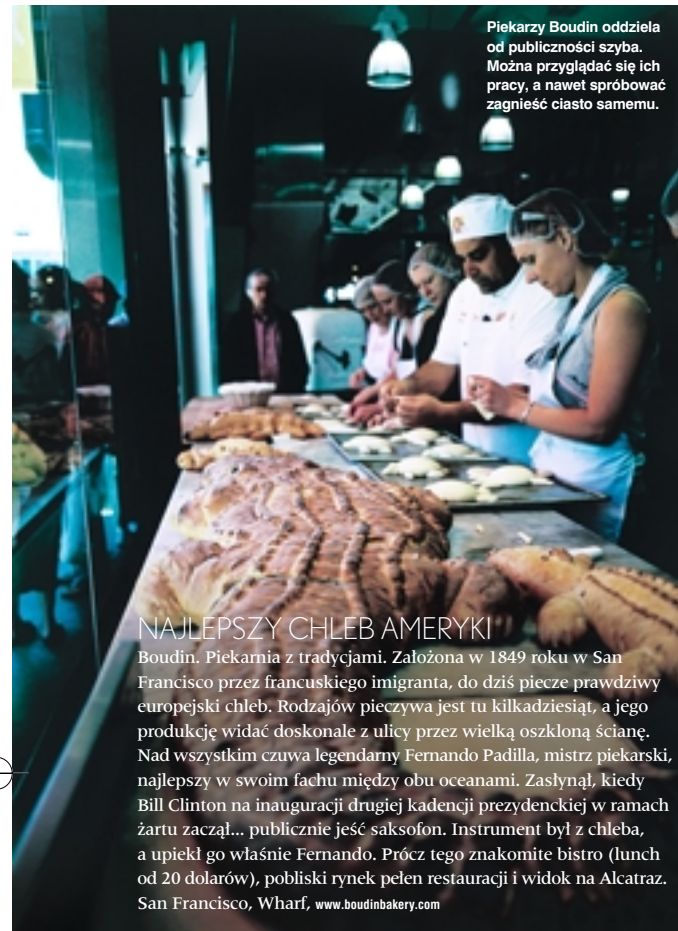 Piekarzy Boudin oddziela
od publiczności szyba.
Można przyglądać się ich
pracy, a nawet spróbować
zagnieść ciasto samemu.
NAJLEPSZY CHLEB AMERYKI
Boudin. Piekarnia z tradycjami. Założona w 1849 roku w San
Francisco przez francuskiego imigranta, do dziś piecze prawdziwy
europejski chleb. Rodzajów pieczywa jest tu kilkadziesiąt, a jego
produkcję widać doskonale z ulicy przez wielką oszkloną ścianę.
Nad wszystkim czuwa legendarny Fernando Padilla, mistrz piekarski,
najlepszy w swoim fachu między obu oceanami. Zasłynął, kiedy
Bill Clinton na inauguracji drugiej kadencji prezydenckiej w ramach
żartu zaczął... publicznie jeść saksofon. Instrument był z chleba,
a upiekł go właśnie Fernando. Prócz tego znakomite bistro (lunch
od 20 dolarów), pobliski rynek pełen restauracji i widok na Alcatraz.
San Francisco, Wharf, www.boudinbakery.com